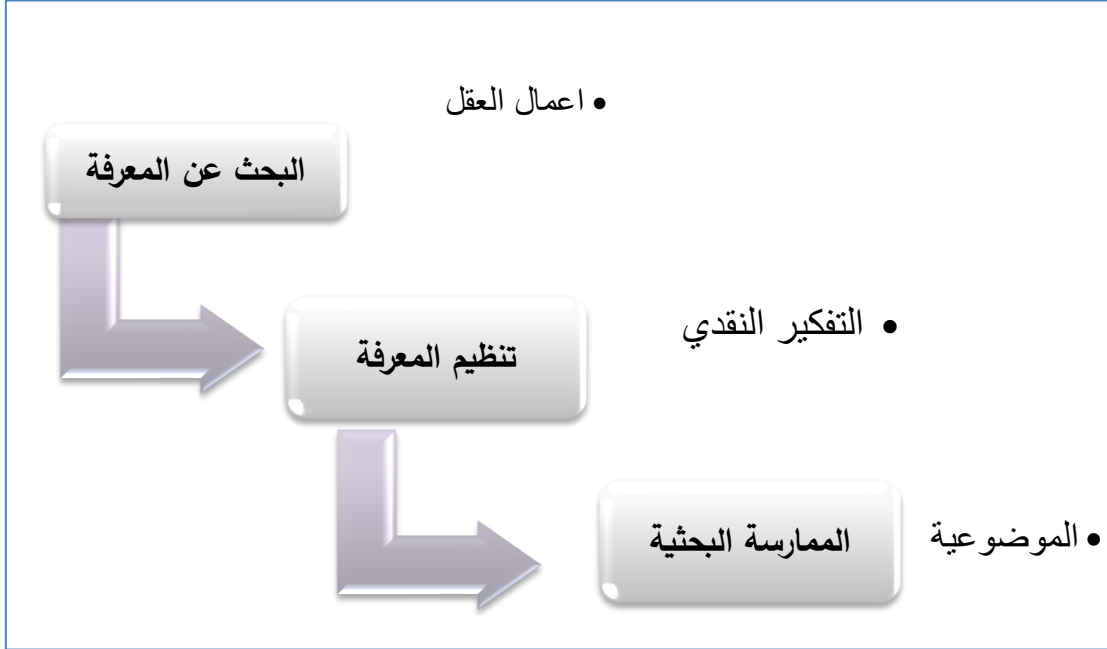 • اعمال العقل
البحث عن المعرفة
• التفكير النقدي
تنظيم المعرفة
• الموضوعية
الممارسة البحثية